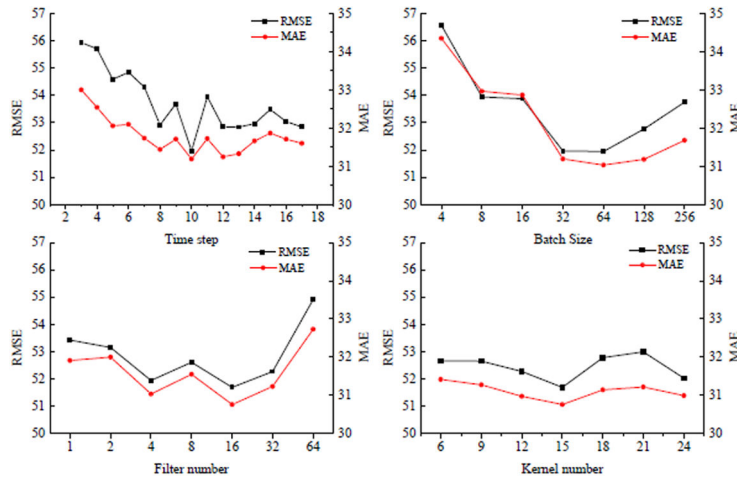 57 56 55 54 53 52 51 50
RMSE
35 34 33 32 31 30
MAE
RMSE
MAE
2 4 6 8 10 12 14 16 18
Time step
57 56 55 54 53 52 51 50
RMSE
35 34 33 32 31 30
MAE
RMSE
MAE
4 8 16 32 64 128 256
Batch Size
57 56 55 54 53 52 51 50
RMSE
35 34 33 32 31 30
MAE
RMSE
MAE
1 2 4 8 16 32 64
Filter number
57 56 55 54 53 52 51 50
RMSE
35 34 33 32 31 30
MAE
RMSE
MAE
6 9 12 15 18 21 24
Kernel number